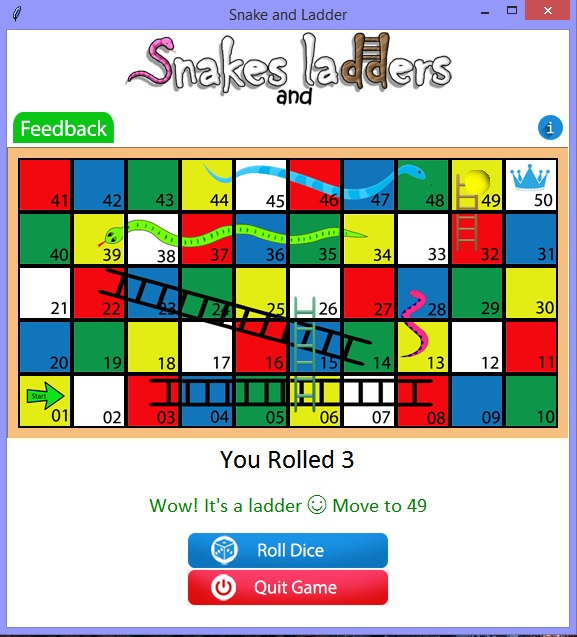 Snake and Ladder
Snakes ladders
and
Feedback
i
41 42 43 44 45 46 47 48 49 50
40 39 38 37 36 35 34 33 32 31
21 22 23 24 25 26 27 28 29 30
20 19 18 17 16 15 14 13 12 11
Start
01 02 03 04 05 06 07 08 09 10
You Rolled 3
Wow! It's a ladder ☺ Move to 49
Roll Dice
Quit Game